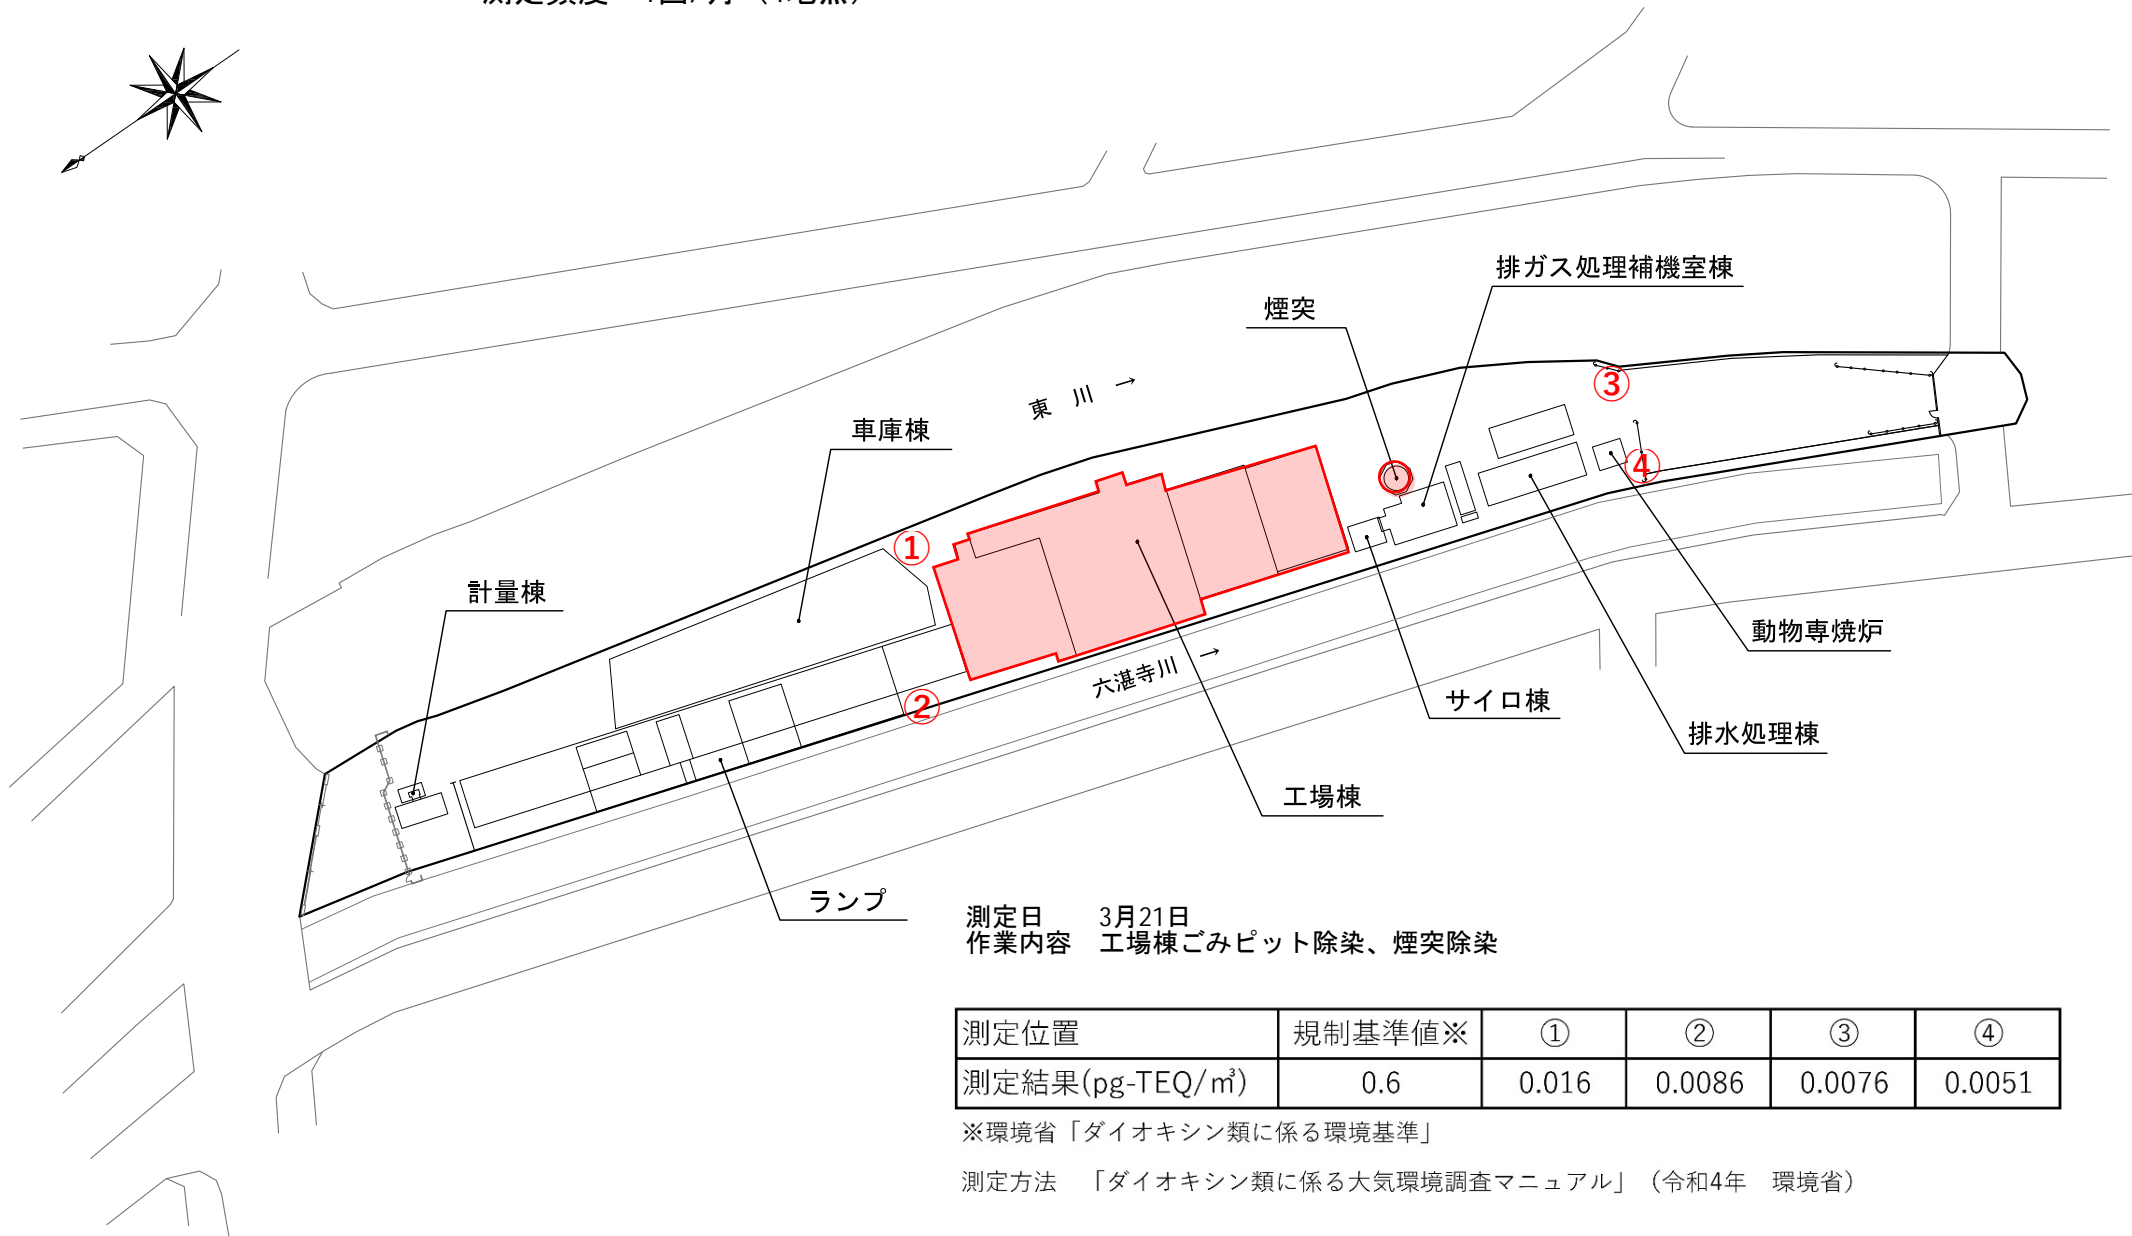 排ガス処理補機室棟
煙突
③
東川 →
④
車庫棟
①
計量棟
動物専焼炉
六湛寺川 →
サイロ棟
②
排水処理棟
工場棟
ランプ
測定日 3月21日
作業内容 工場棟ごみピット除染、煙突除染
測定位置 規制基準値※ ① ② ③ ④
測定結果(pg-TEQ/㎥) 0.6 0.016 0.0086 0.0076 0.0051
※環境省「ダイオキシン類に係る環境基準」
測定方法 「ダイオキシン類に係る大気環境調査マニュアル」（令和4年 環境省）